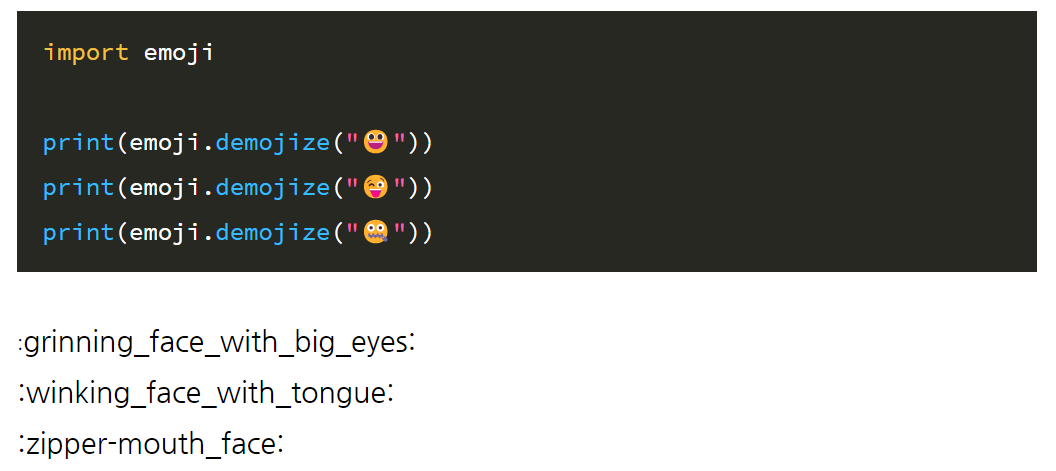 import emoji
print(emoji.demojize("😃"))
print(emoji.demojize("😜"))
print(emoji.demojize("🤐"))
:grinning_face_with_big_eyes:
:winking_face_with_tongue:
:zipper-mouth_face: